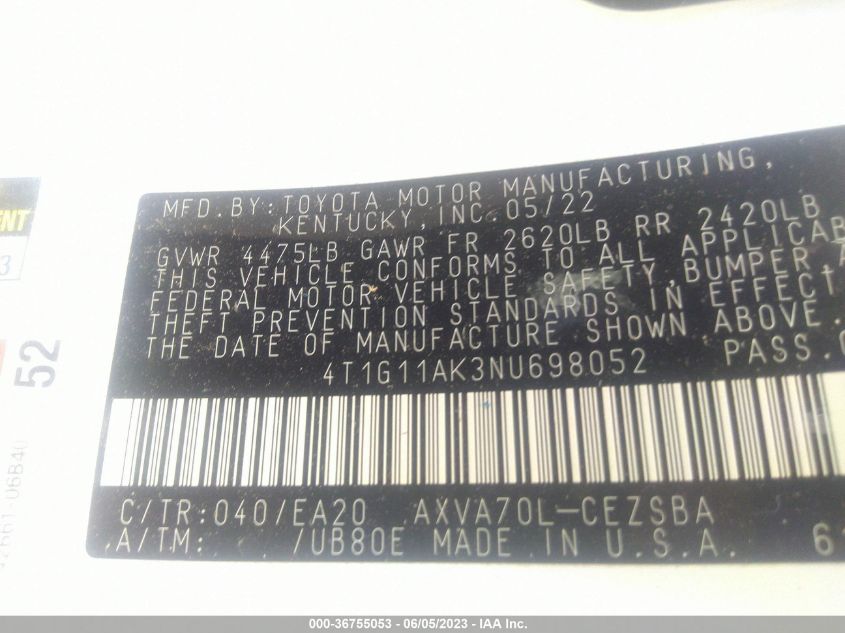 MFD. BY: TOYOTA MOTOR MANUFACTURING,
KENTUCKY, INC. 05/22
GVWR 4475LB GAWR FR 2620LB RR 2420LB
THIS VEHICLE CONFORMS TO ALL APPLICAB
FEDERAL MOTOR VEHICLE SAFETY, BUMPER A
THEFT PREVENTION STANDARDS IN EFFECT
THE DATE OF MANUFACTURE SHOWN ABOVE.
4T1G11AK3NU698052 PASS.
C/TR: 040/EA20 AXVA70L-CEZSBA
A/TM: /UB80E MADE IN U.S.A.
ENT
3
52
000-36755053 - 06/05/2023 - IAA Inc.